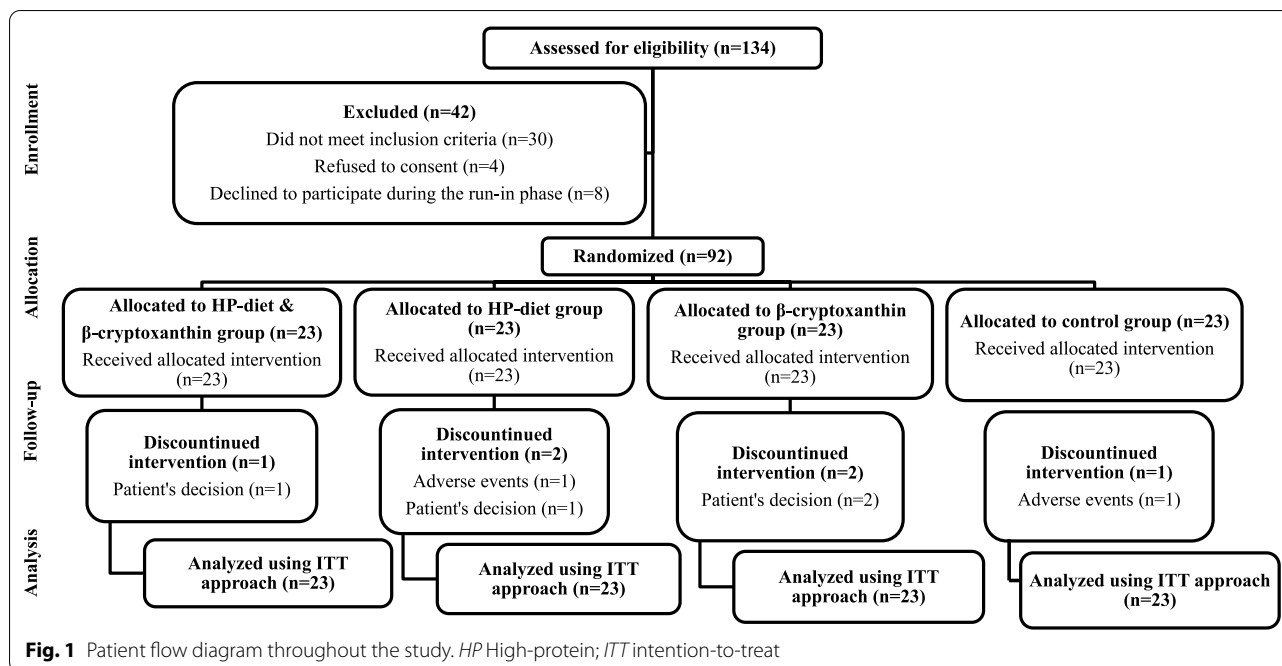 Enrollment
Assessed for eligibility (n=134)
Excluded (n=42)
Did not meet inclusion criteria (n=30)
Refused to consent (n=4)
Declined to participate during the run-in phase (n=8)
Allocation
Randomized (n=92)
Allocated to HP-diet &
β-cryptoxanthin group (n=23)
Received allocated intervention
(n=23)
Allocated to HP-diet group
(n=23)
Received allocated intervention
(n=23)
Allocated to β-cryptoxanthin
group (n=23)
Received allocated intervention
(n=23)
Allocated to control group (n=23)
Received allocated intervention
(n=23)
Follow-up
Discountinued
intervention (n=1)
Patient's decision (n=1)
Discountinued
intervention (n=2)
Adverse events (n=1)
Patient's decision (n=1)
Discountinued
intervention (n=2)
Patient's decision (n=2)
Discountinued
intervention (n=1)
Adverse events (n=1)
Analysis
Analyzed using ITT
approach (n=23)
Analyzed using ITT
approach (n=23)
Analyzed using ITT
approach (n=23)
Analyzed using ITT approach
(n=23)
Fig. 1 Patient flow diagram throughout the study. HP High-protein; ITT intention-to-treat